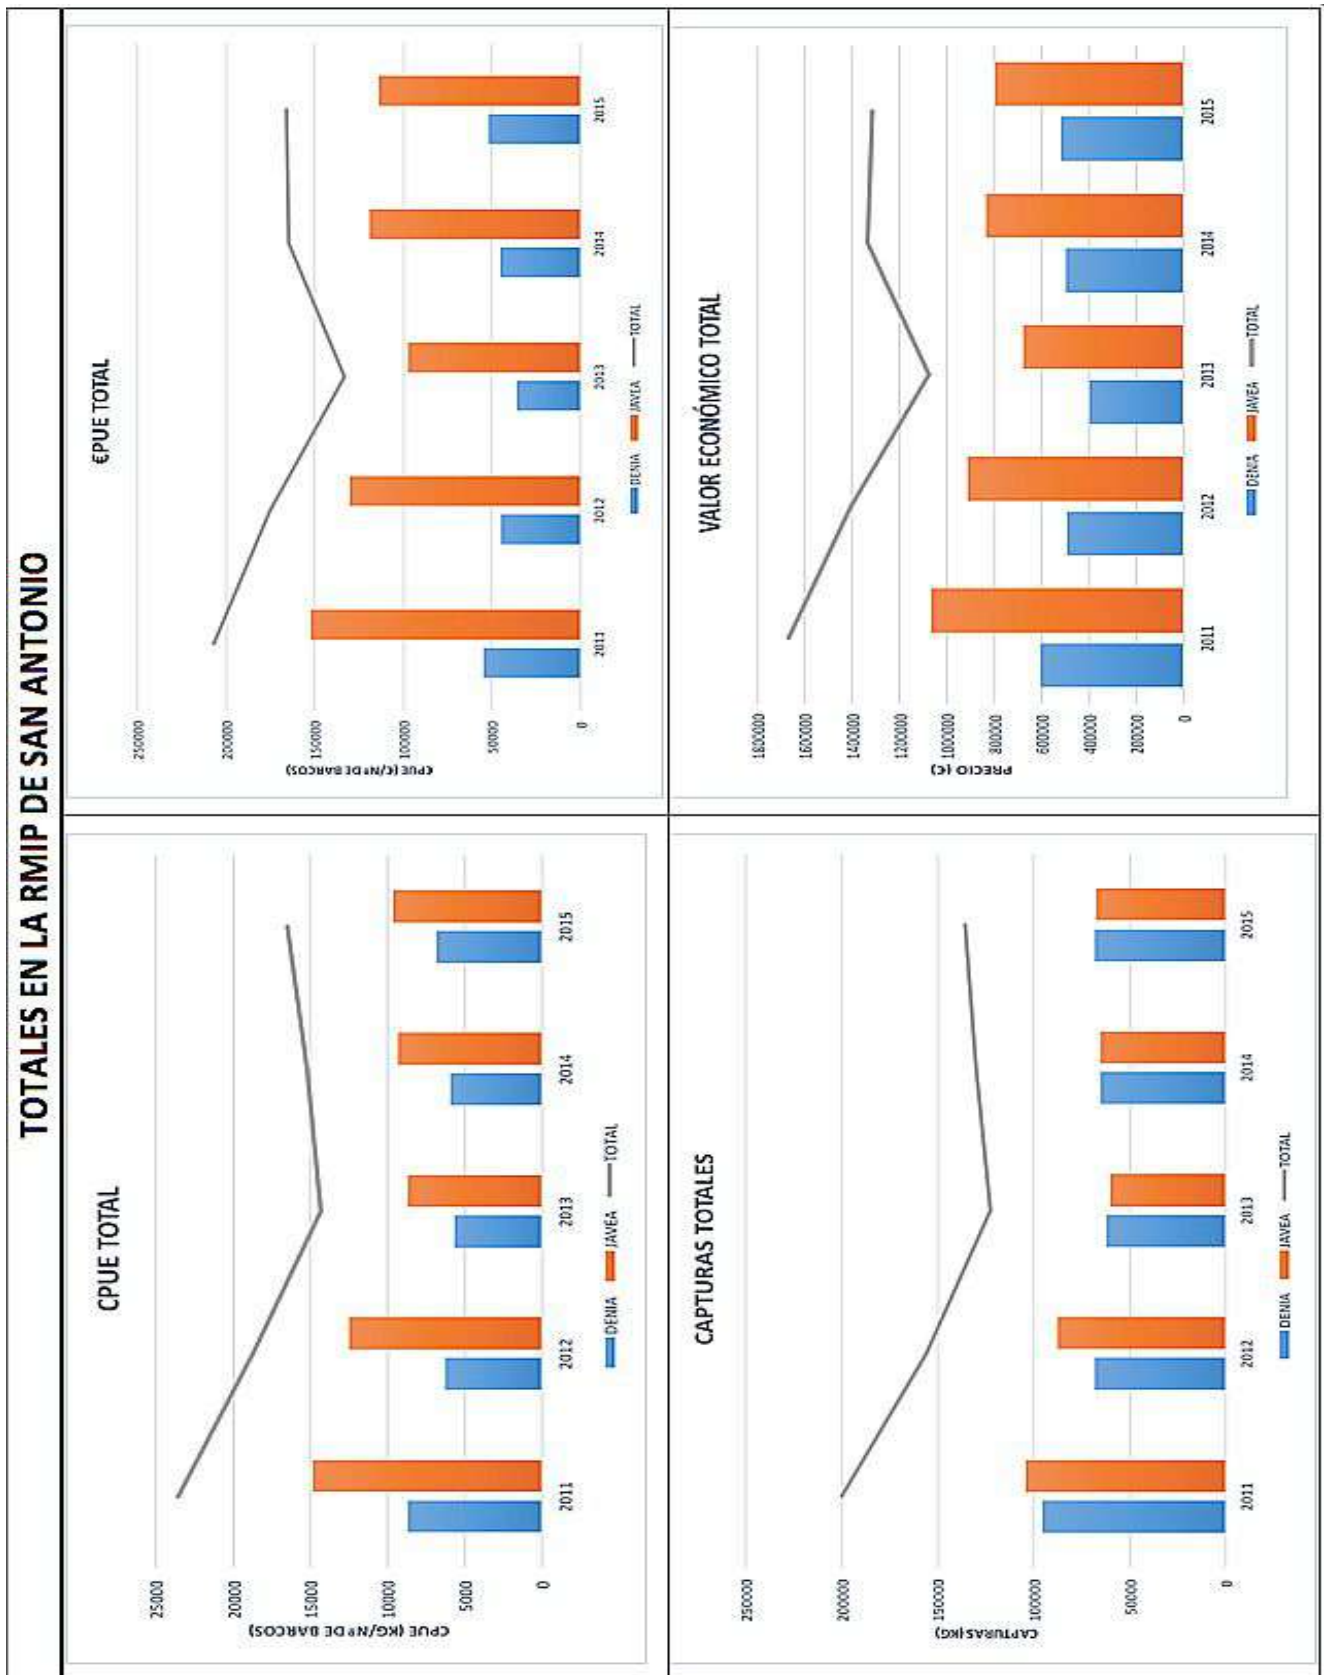 TOTALES EN LA RMIP DE SAN ANTONIO
CPUE TOTAL
CPUE (KG/Nº DE BARCOS)
25000
20000
15000
10000
5000
0
2011
2012
2013
2014
2015
DENIA
JAVEA
TOTAL
€PUE TOTAL
€PUE (€/Nº DE BARCOS)
250000
200000
150000
100000
50000
0
2011
2012
2013
2014
2015
DENIA
JAVEA
TOTAL
CAPTURAS TOTALES
CAPTURAS (KG)
250000
200000
150000
100000
50000
0
2011
2012
2013
2014
2015
DENIA
JAVEA
TOTAL
VALOR ECONÓMICO TOTAL
PRECIO (€)
1800000
1600000
1400000
1200000
1000000
800000
600000
400000
200000
0
2011
2012
2013
2014
2015
DENIA
JAVEA
TOTAL